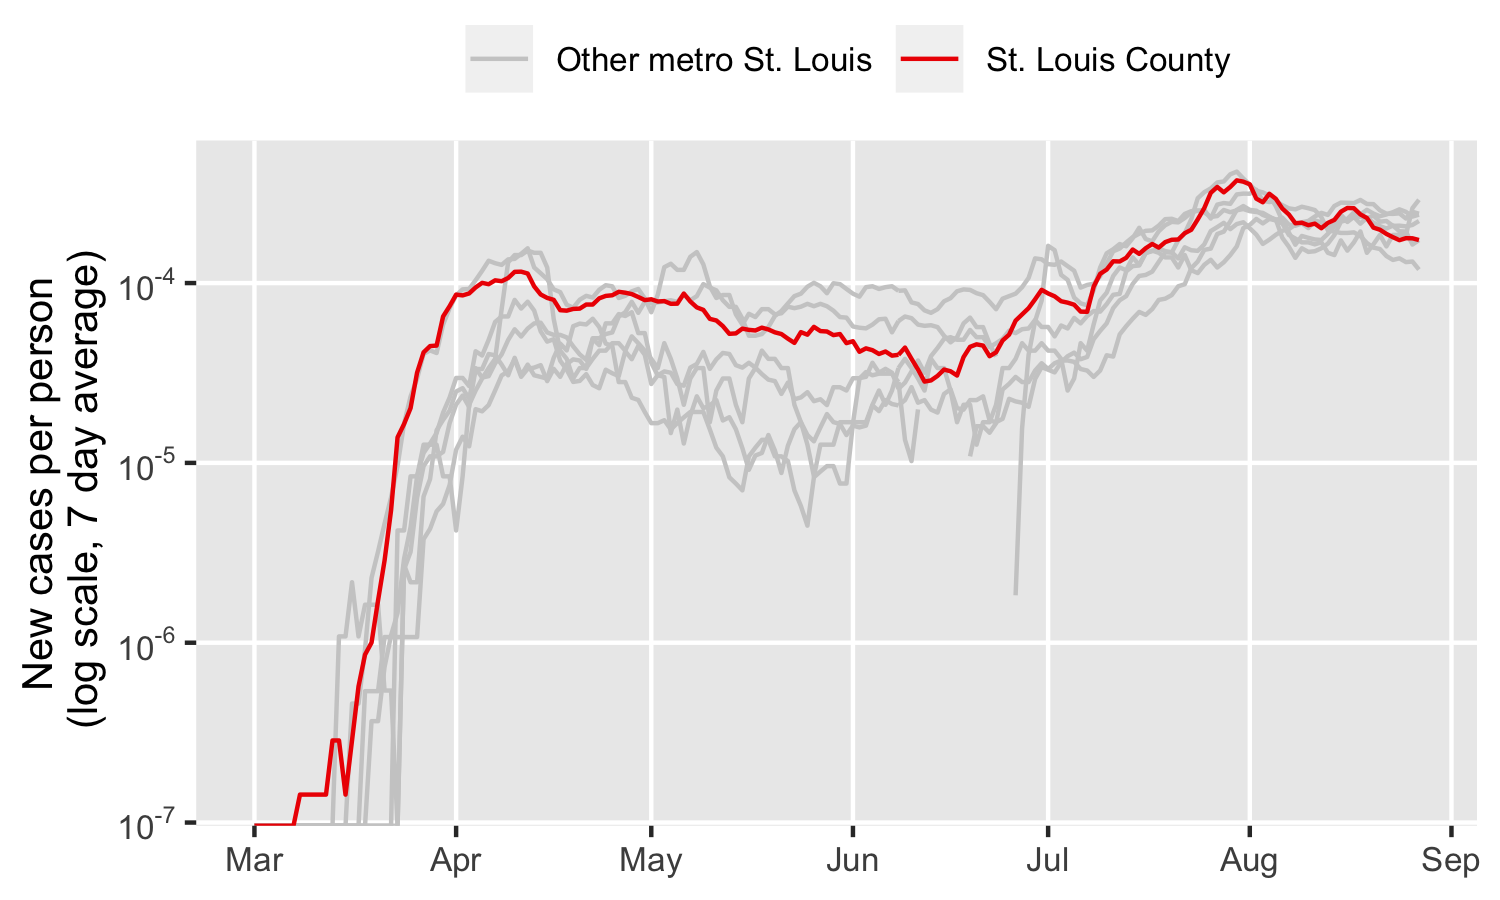 Other metro St. Louis St. Louis County
New cases per person
(log scale, 7 day average)
10⁻⁴
10⁻⁵
10⁻⁶
10⁻⁷
Mar Apr May Jun Jul Aug Sep